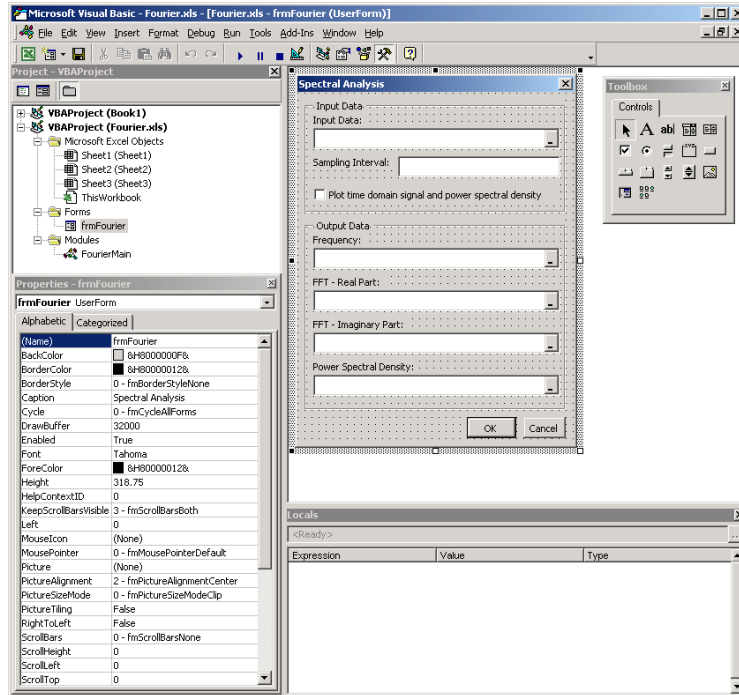 Microsoft Visual Basic - Fourier.xls - [Fourier.xls - frmFourier (UserForm)]
File Edit View Insert Format Debug Run Tools Add-Ins Window Help
Project - VBAProject
VBAProject (Book1)
VBAProject (Fourier.xls)
Microsoft Excel Objects
Sheet1 (Sheet1)
Sheet2 (Sheet2)
Sheet3 (Sheet3)
ThisWorkbook
Forms
frmFourier
Modules
FourierMain
Properties - frmFourier
frmFourier UserForm
Alphabetic Categorized
(Name) frmFourier
BackColor &H8000000F&
BorderColor &H80000012&
BorderStyle 0 - fmBorderStyleNone
Caption Spectral Analysis
Cycle 0 - fmCycleAllForms
DrawBuffer 32000
Enabled True
Font Tahoma
ForeColor &H80000012&
Height 318.75
HelpContextID 0
KeepScrollBarsVisible 3 - fmScrollBarsBoth
Left 0
MouseIcon (None)
MousePointer 0 - fmMousePointerDefault
Picture (None)
PictureAlignment 2 - fmPictureAlignmentCenter
PictureSizeMode 0 - fmPictureSizeModeClip
PictureTiling False
RightToLeft False
ScrollBars 0 - fmScrollBarsNone
ScrollHeight 0
ScrollLeft 0
ScrollTop 0
Spectral Analysis
Input Data
Input Data:
Sampling Interval:
Plot time domain signal and power spectral density
Output Data
Frequency:
FFT - Real Part:
FFT - Imaginary Part:
Power Spectral Density:
OK Cancel
Toolbox
Controls
A ab|
Locals
<Ready>
...
Expression Value Type